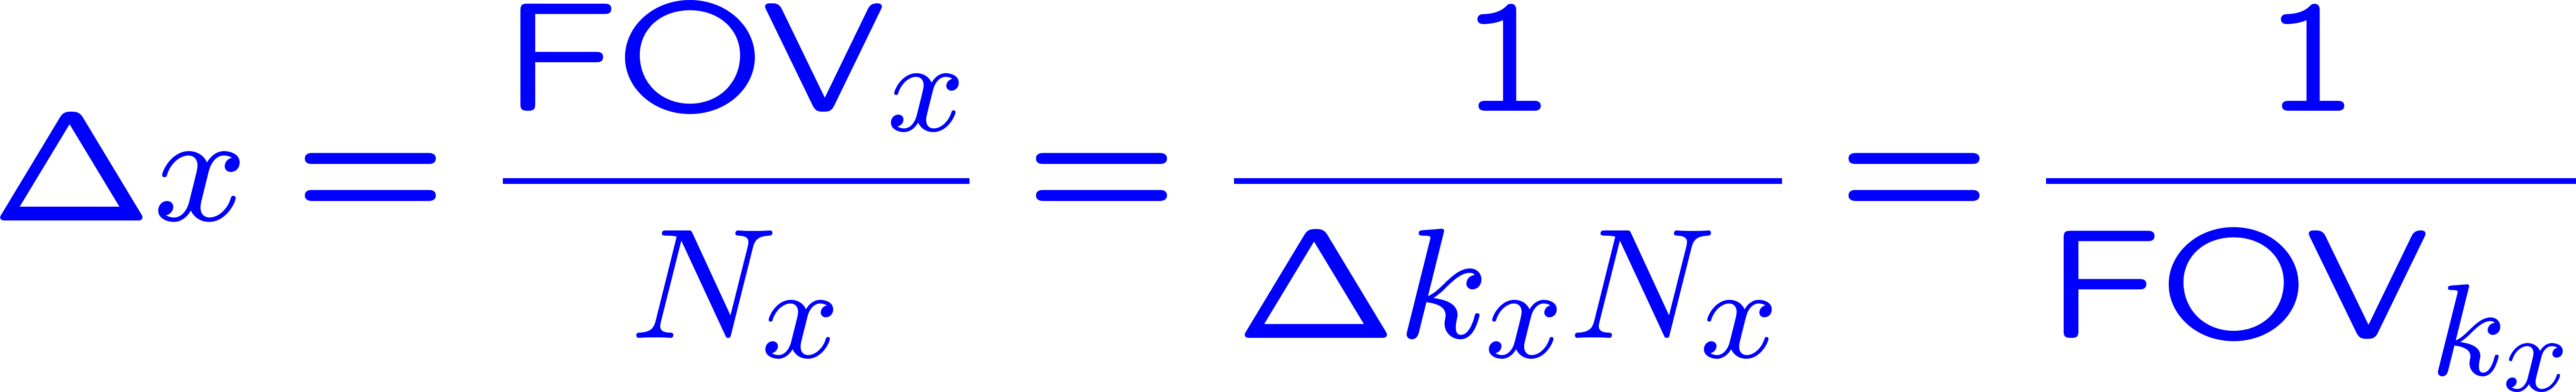 Δx = FOV_x / N_x = 1 / (Δk_x N_x) = 1 / FOV_{k_x}